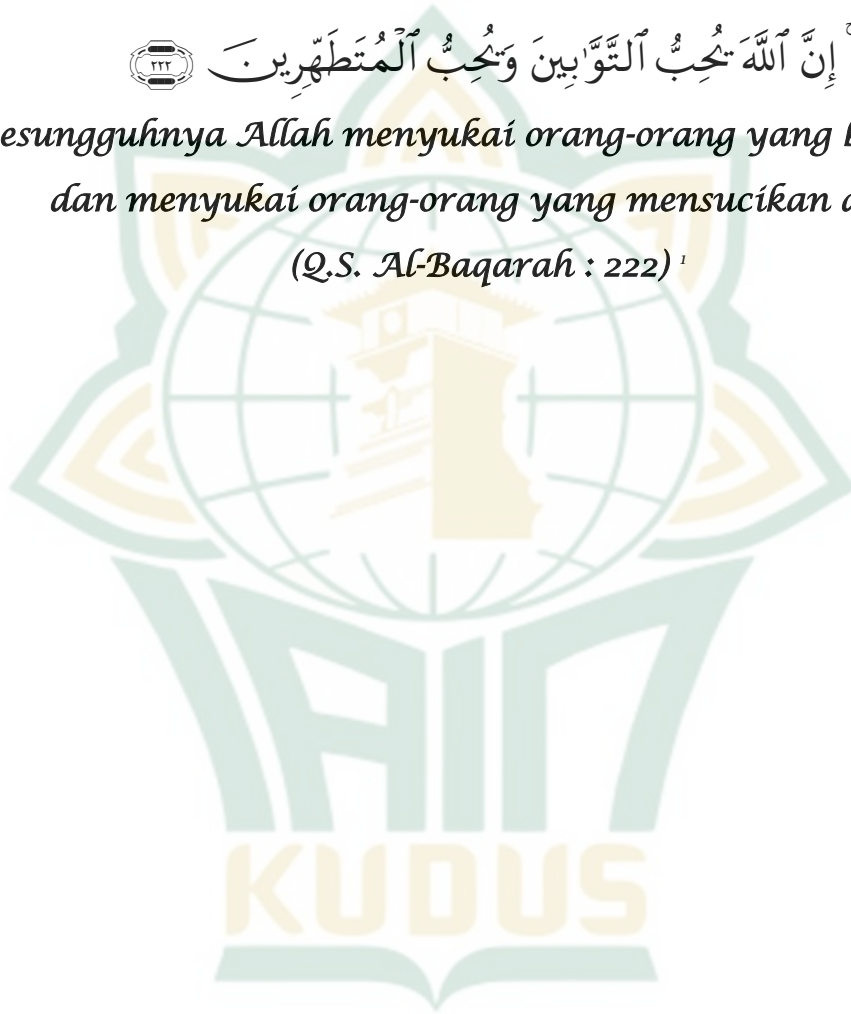 إِنَّ ٱللَّهَ يُحِبُّ ٱلتَّوَّٰبِينَ وَيُحِبُّ ٱلْمُتَطَهِّرِينَ ٢٢٢
esungguhnya Allah menyukai orang-orang yang
dan menyukai orang-orang yang mensucikan
(Q.S. Al-Baqarah : 222) 1
IAIN
KUDUS